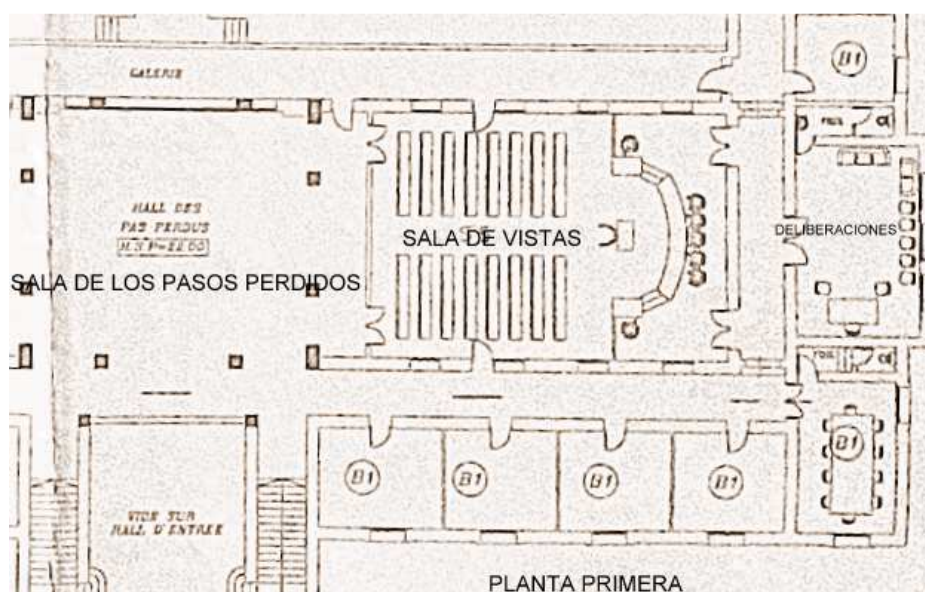 GALERIE
B1
HALL DES
PAS PERDUS
SALA DE VISTAS
DELIBERACIONES
SALA DE LOS PASOS PERDIDOS
B1
B1
B1
B1
B1
VIDE SUR
HALL D'ENTREE
PLANTA PRIMERA